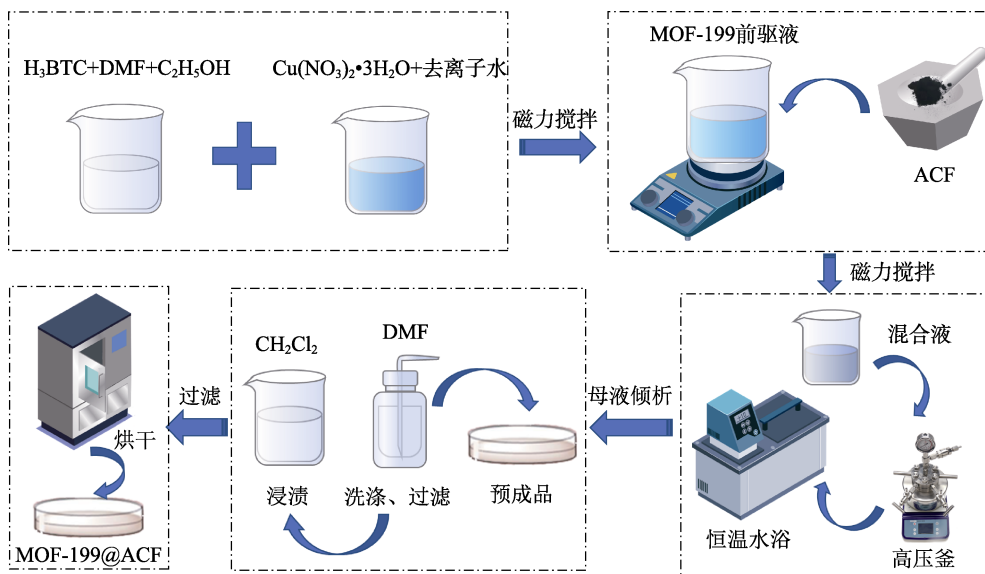 H₃BTC+DMF+C₂H₅OH
Cu(NO₃)₂•3H₂O+去离子水
磁力搅拌
MOF-199前驱液
ACF
磁力搅拌
混合液
高压釜
恒温水浴
母液倾析
DMF
CH₂Cl₂
预成品
洗涤、过滤
浸渍
过滤
烘干
MOF-199@ACF